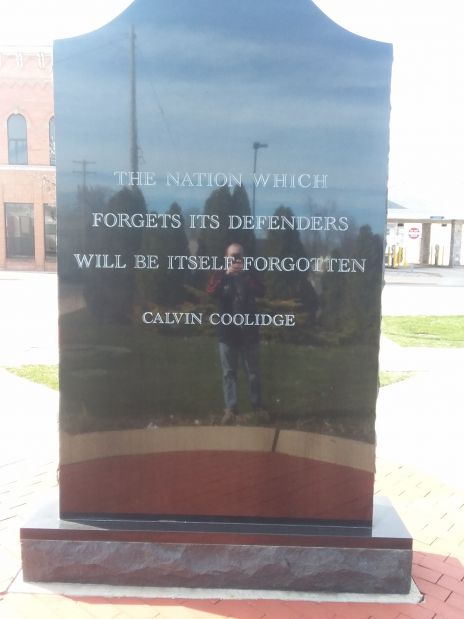 THE NATION WHICH
FORGETS ITS DEFENDERS
WILL BE ITSELF FORGOTTEN
CALVIN COOLIDGE